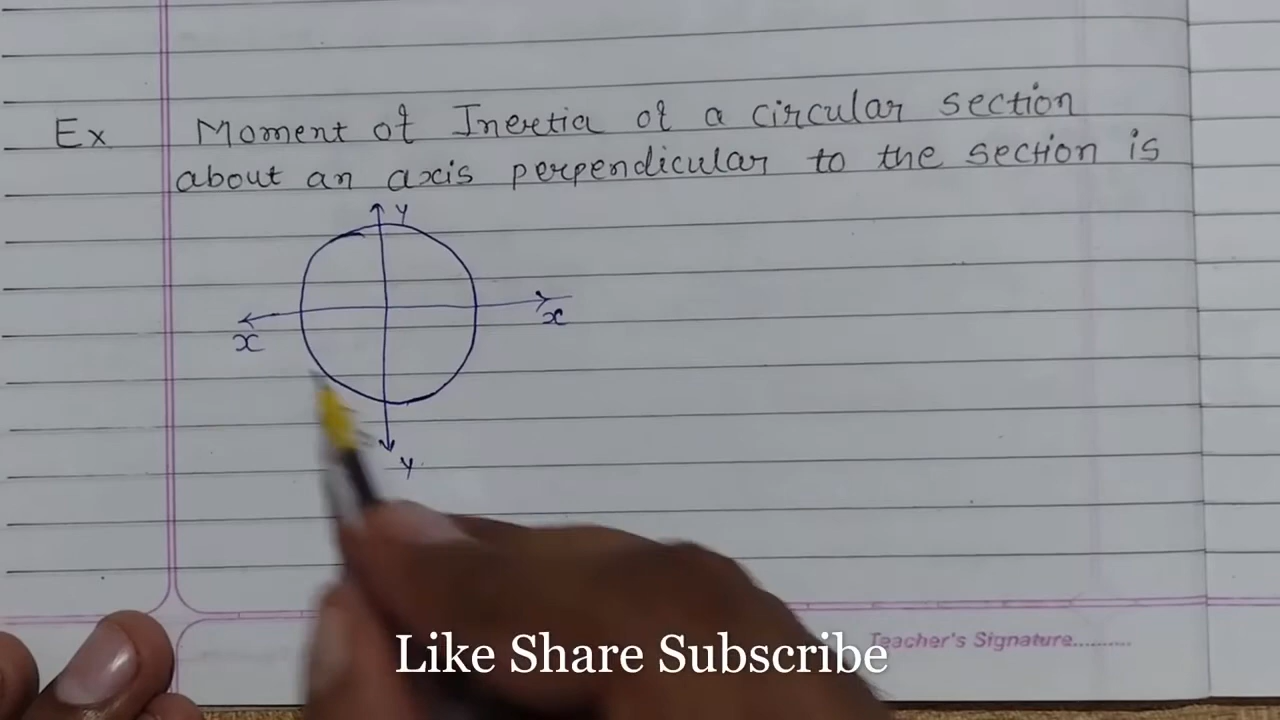 Ex Moment of Inertia of a circular section
about an axis perpendicular to the section is
y
x x
y
Like Share Subscribe
Teacher's Signature..........